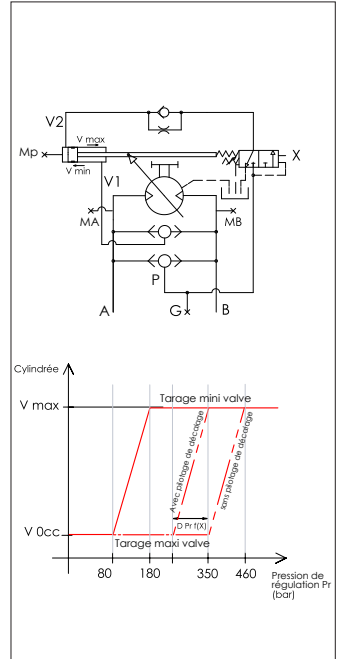 V2
V max
Mp
X
V min
V1
MA
MB
P
A
G
B
Cylindrée
Tarage mini valve
V max
Avec pilotage de décalage
sans pilotage de décalage
D Pr f(X)
V 0cc
Tarage maxi valve
80 180 350 460
Pression de
régulation Pr
(bar)